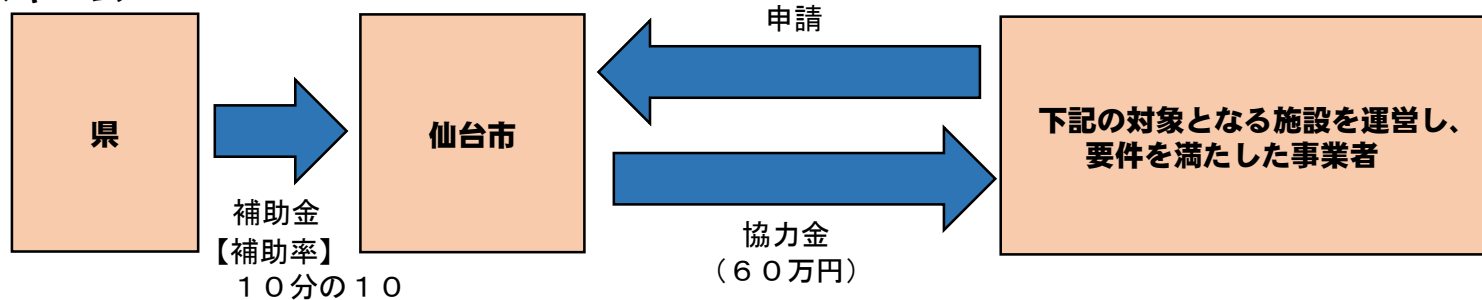 県
補助金
【補助率】
１０分の１０
仙台市
申請
協力金
（６０万円）
下記の対象となる施設を運営し、
要件を満たした事業者